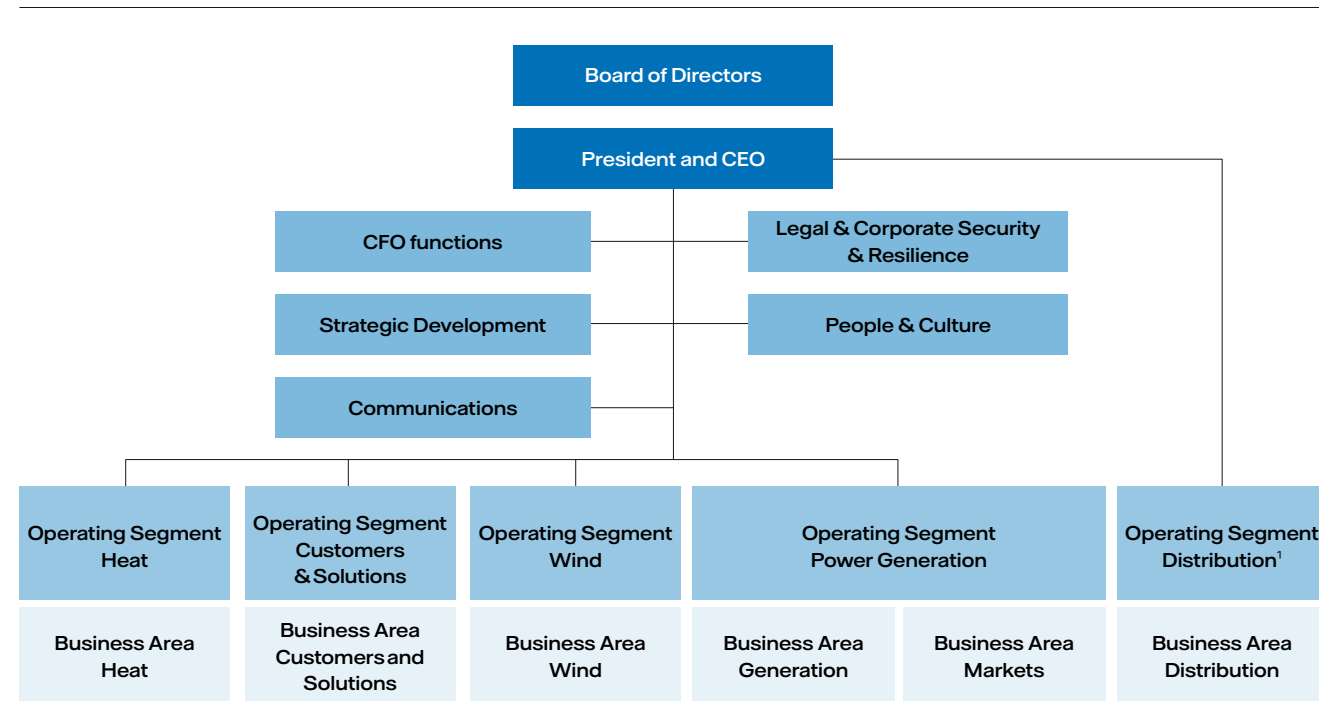 Board of Directors
President and CEO
CFO functions
Legal & Corporate Security
& Resilience
Strategic Development
People & Culture
Communications
Operating Segment
Heat
Operating Segment
Customers
& Solutions
Operating Segment
Wind
Operating Segment
Power Generation
Operating Segment
Distribution¹
Business Area
Heat
Business Area
Customers and
Solutions
Business Area
Wind
Business Area
Generation
Business Area
Markets
Business Area
Distribution